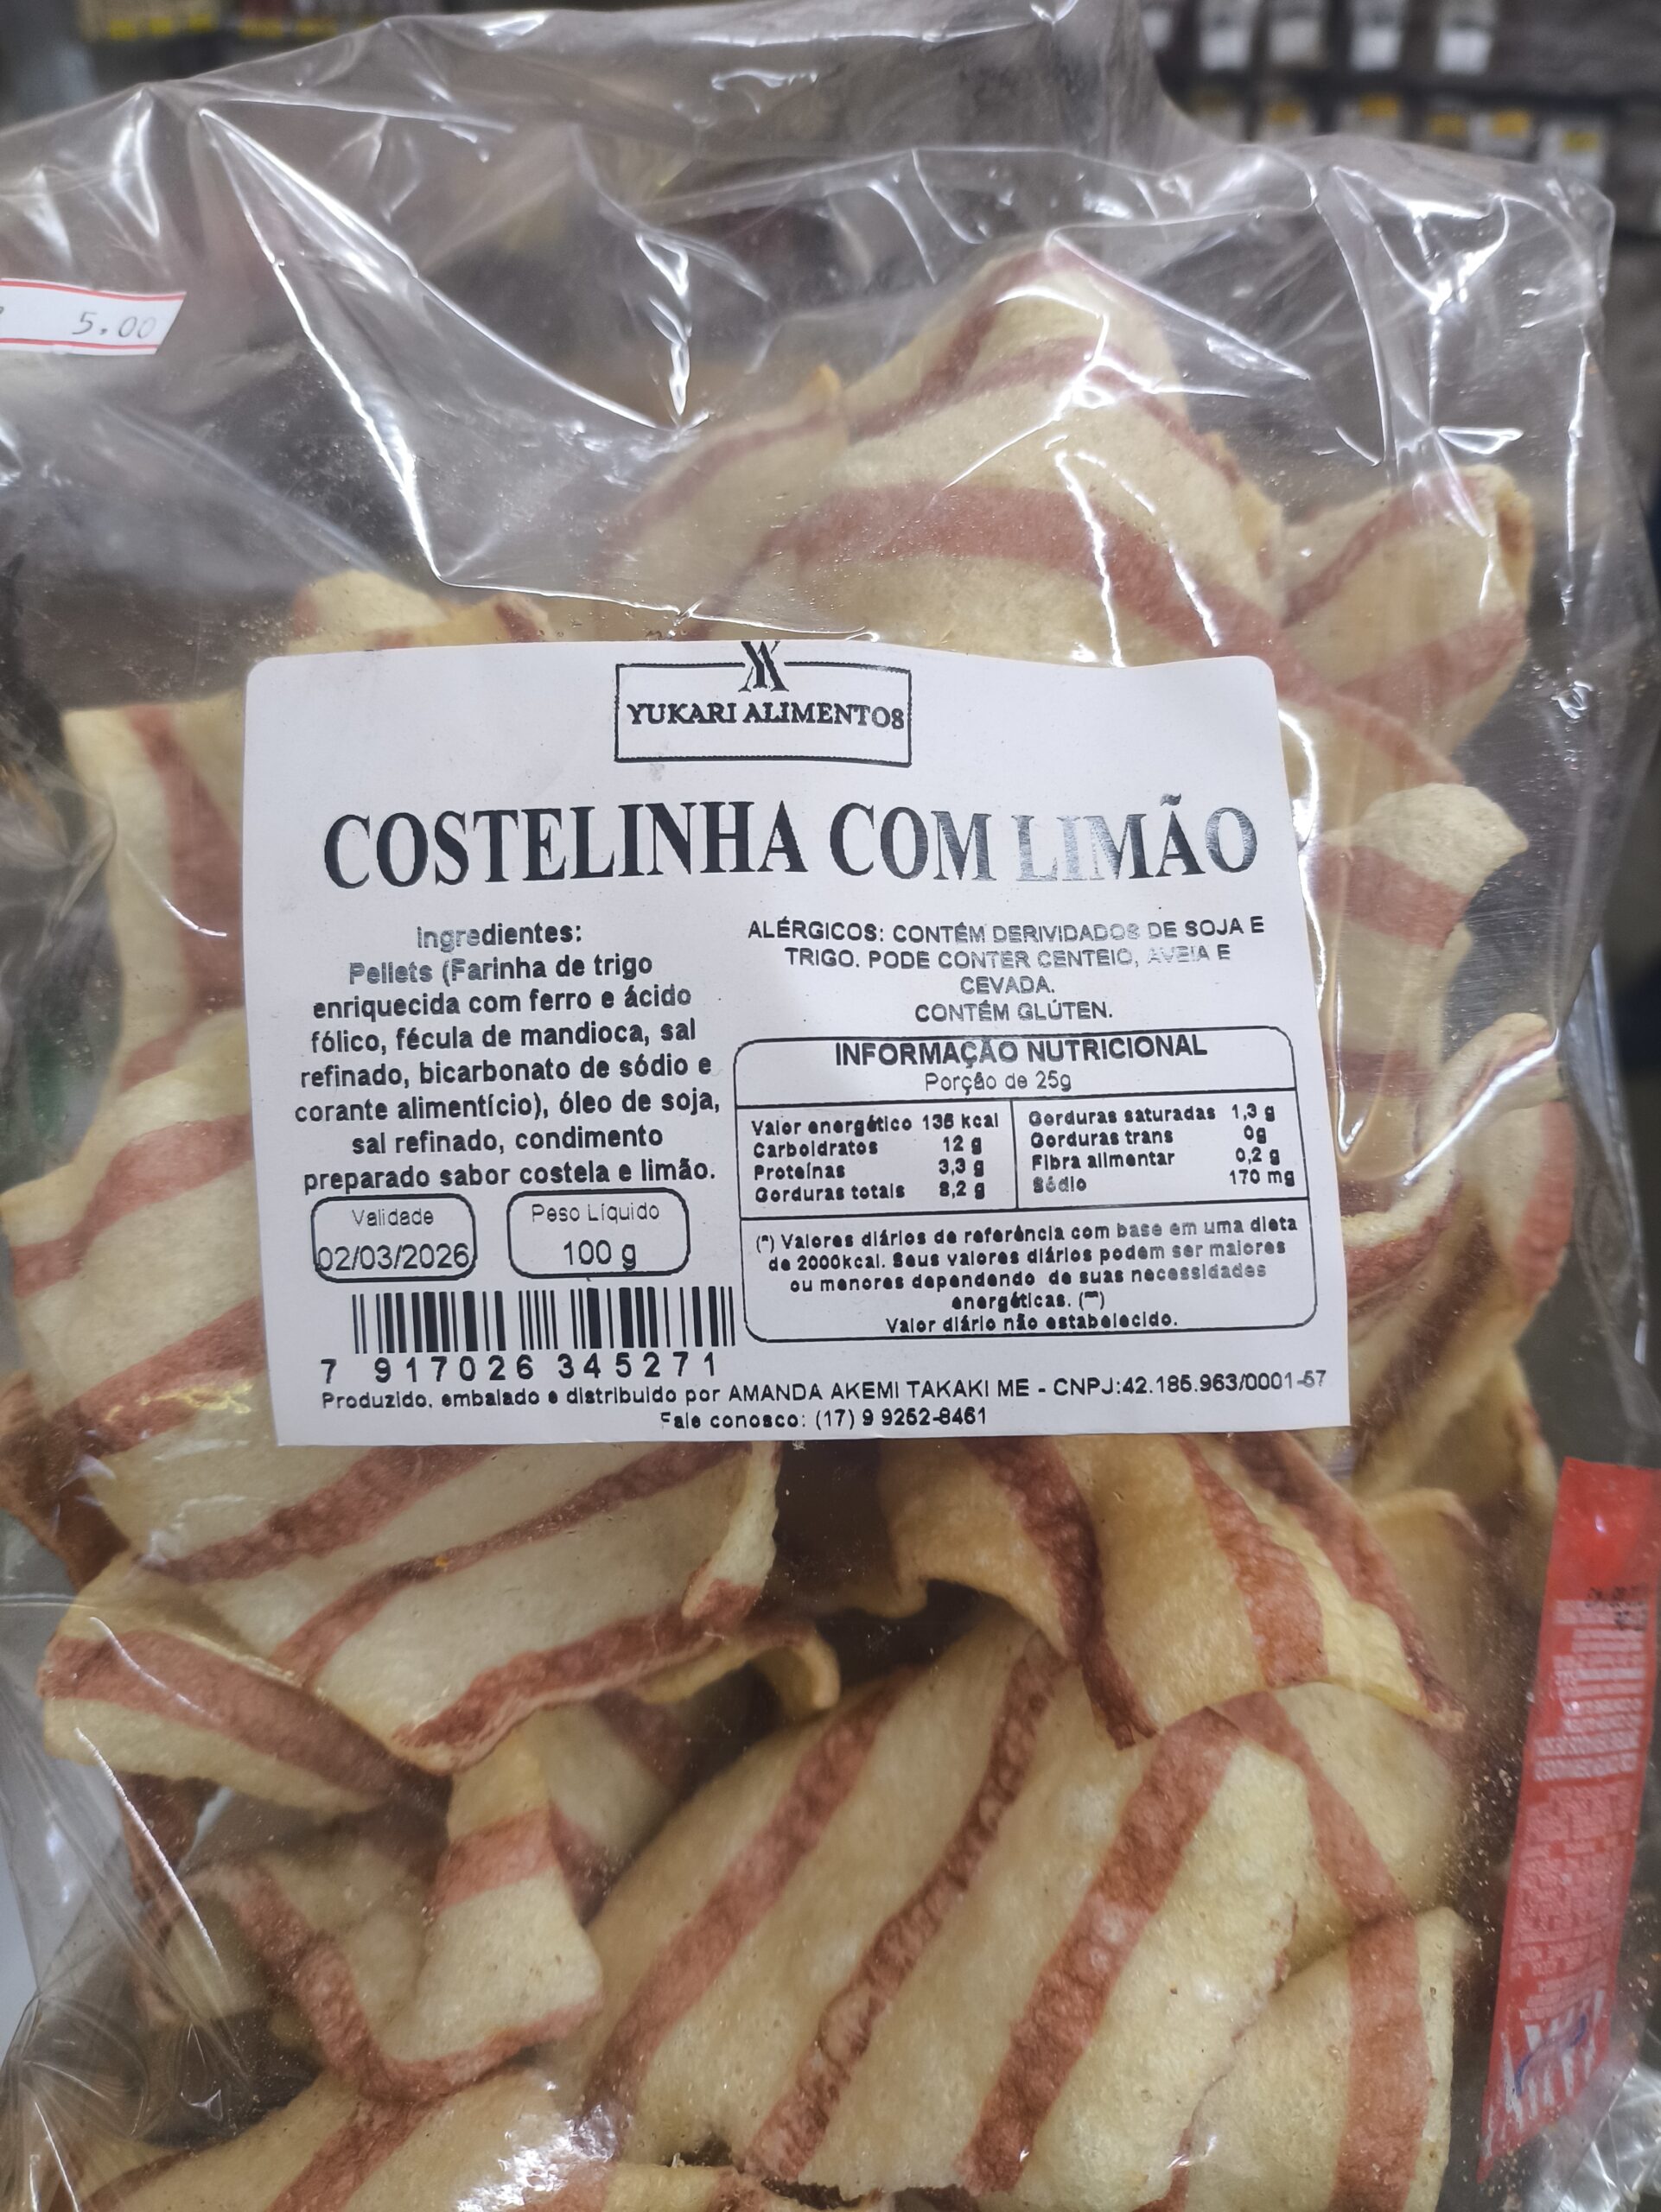 5.00
YUKARI ALIMENTOS
COSTELINHA COM LIMÃO
Ingredientes:
Pellets (Farinha de trigo
enriquecida com ferro e ácido
fólico, fécula de mandioca, sal
refinado, bicarbonato de sódio e
corante alimentício), óleo de soja,
sal refinado, condimento
preparado sabor costela e limão.
Validade
02/03/2026
Peso Líquido
100 g
7 917026 345271
ALÉRGICOS: CONTÉM DERIVIDADOS DE SOJA E
TRIGO. PODE CONTER CENTEIO, AVEIA E
CEVADA.
CONTÉM GLÚTEN.
INFORMAÇÃO NUTRICIONAL
Porção de 25g
Valor energético 136 kcal
Carboidratos 12 g
Proteínas 3,3 g
Gorduras totais 8,2 g
Gorduras saturadas 1,3 g
Gorduras trans 0g
Fibra alimentar 0,2 g
Sódio 170 mg
(*) Valores diários de referência com base em uma dieta
de 2000kcal. Seus valores diários podem ser maiores
ou menores dependendo de suas necessidades
energéticas. (**)
Valor diário não estabelecido.
Produzido, embalado e distribuido por AMANDA AKEMI TAKAKI ME - CNPJ:42.185.963/0001-57
Fale conosco: (17) 9 9252-8461